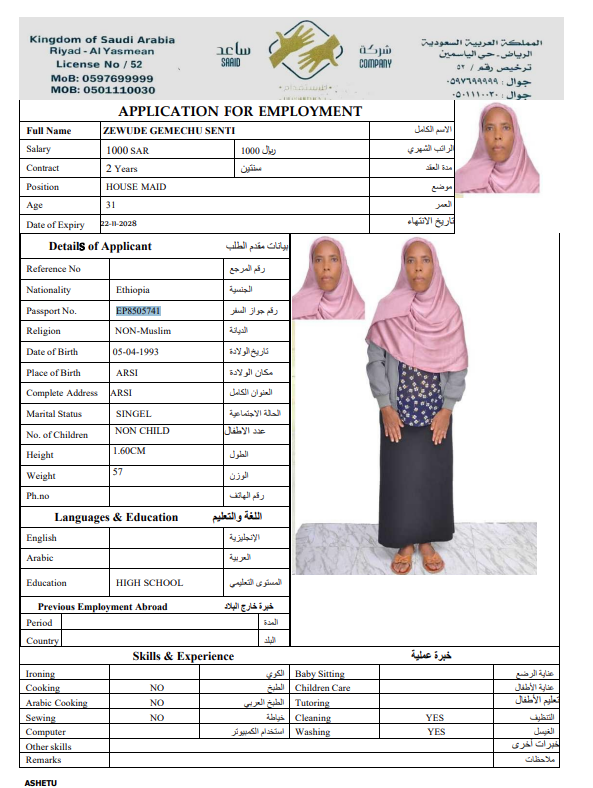 Kingdom of Saudi Arabia
Riyadh - Al Yasmean
License No / 52
MoB: 0597699999
MOB: 0501110030
ساعد
SAAID
شركة
COMPANY
المملكة العربية السعودية
الرياض - حي الياسمين
ترخيص رقم / ٥٢
جوال : ٠٥٩٧٦٩٩٩٩٩
جوال : ٠٥٠١١١٠٠٣٠
APPLICATION FOR EMPLOYMENT
Full Name ZEWUDE GEMECHU SENTI الاسم الكامل
Salary 1000 SAR 1000 ريال الراتب الشهري
Contract 2 Years سنتين مدة العقد
Position HOUSE MAID موضع
Age 31 العمر
Date of Expiry 22-11-2028 تاريخ الانتهاء
Details of Applicant بيانات مقدم الطلب
Reference No رقم المرجع
Nationality Ethiopia الجنسية
Passport No. EP8505741 رقم جواز السفر
Religion NON-Muslim الديانة
Date of Birth 05-04-1993 تاريخ الولادة
Place of Birth ARSI مكان الولادة
Complete Address ARSI العنوان الكامل
Marital Status SINGEL الحالة الاجتماعية
No. of Children NON CHILD عدد الاطفال
Height 1.60CM الطول
Weight 57 الوزن
Ph.no رقم الهاتف
Languages & Education اللغة والتعليم
English الإنجليزية
Arabic العربية
Education HIGH SCHOOL المستوى التعليمي
Previous Employment Abroad خبرة خارج البلاد
Period المدة
Country البلد
Skills & Experience خبرة عملية
Ironing الكوي Baby Sitting عناية الرضع
Cooking NO الطبخ Children Care عناية الأطفال
Arabic Cooking NO الطبخ العربي Tutoring تعليم الأطفال
Sewing NO خياطة Cleaning YES التنظيف
Computer استخدام الكمبيوتر Washing YES الغسيل
Other skills خبرات اخرى
Remarks ملاحظات
ASHETU